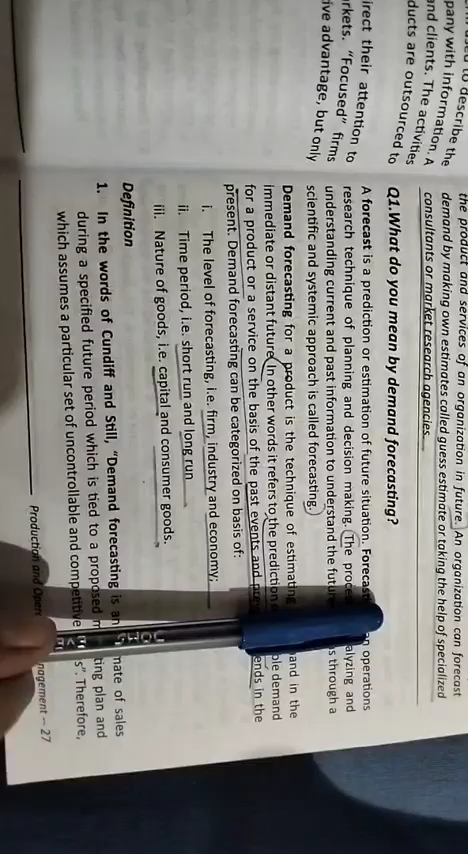 to describe the
pany with information. A
and clients. The activities
ducts are outsourced to
irect their attention to
rkets. "Focused" firms
ive advantage, but only
the product and services of an organization in future. An organization can forecast
demand by making own estimates called guess estimate or taking the help of specialized
consultants or market research agencies.
Q1.What do you mean by demand forecasting?
A forecast is a prediction or estimation of future situation. Forecast operations
research technique of planning and decision making. The proce alyzing and
understanding current and past information to understand the future s through a
scientific and systemic approach is called forecasting.
Demand forecasting for a product is the technique of estimating and in the
immediate or distant future. In other words it refers to the prediction ble demand
for a product or a service on the basis of the past events and ends in the
present. Demand forecasting can be categorized on basis of:
i. The level of forecasting, i.e. firm, industry and economy.
ii. Time period, i.e. short run and long run
iii. Nature of goods, i.e. capital and consumer goods.
Definition
1. In the words of Cundiff and Still, "Demand forecasting is an mate of sales
during a specified future period which is tied to a proposed m ting plan and
which assumes a particular set of uncontrollable and competitive s". Therefore,
Production and Oper nagement – 27